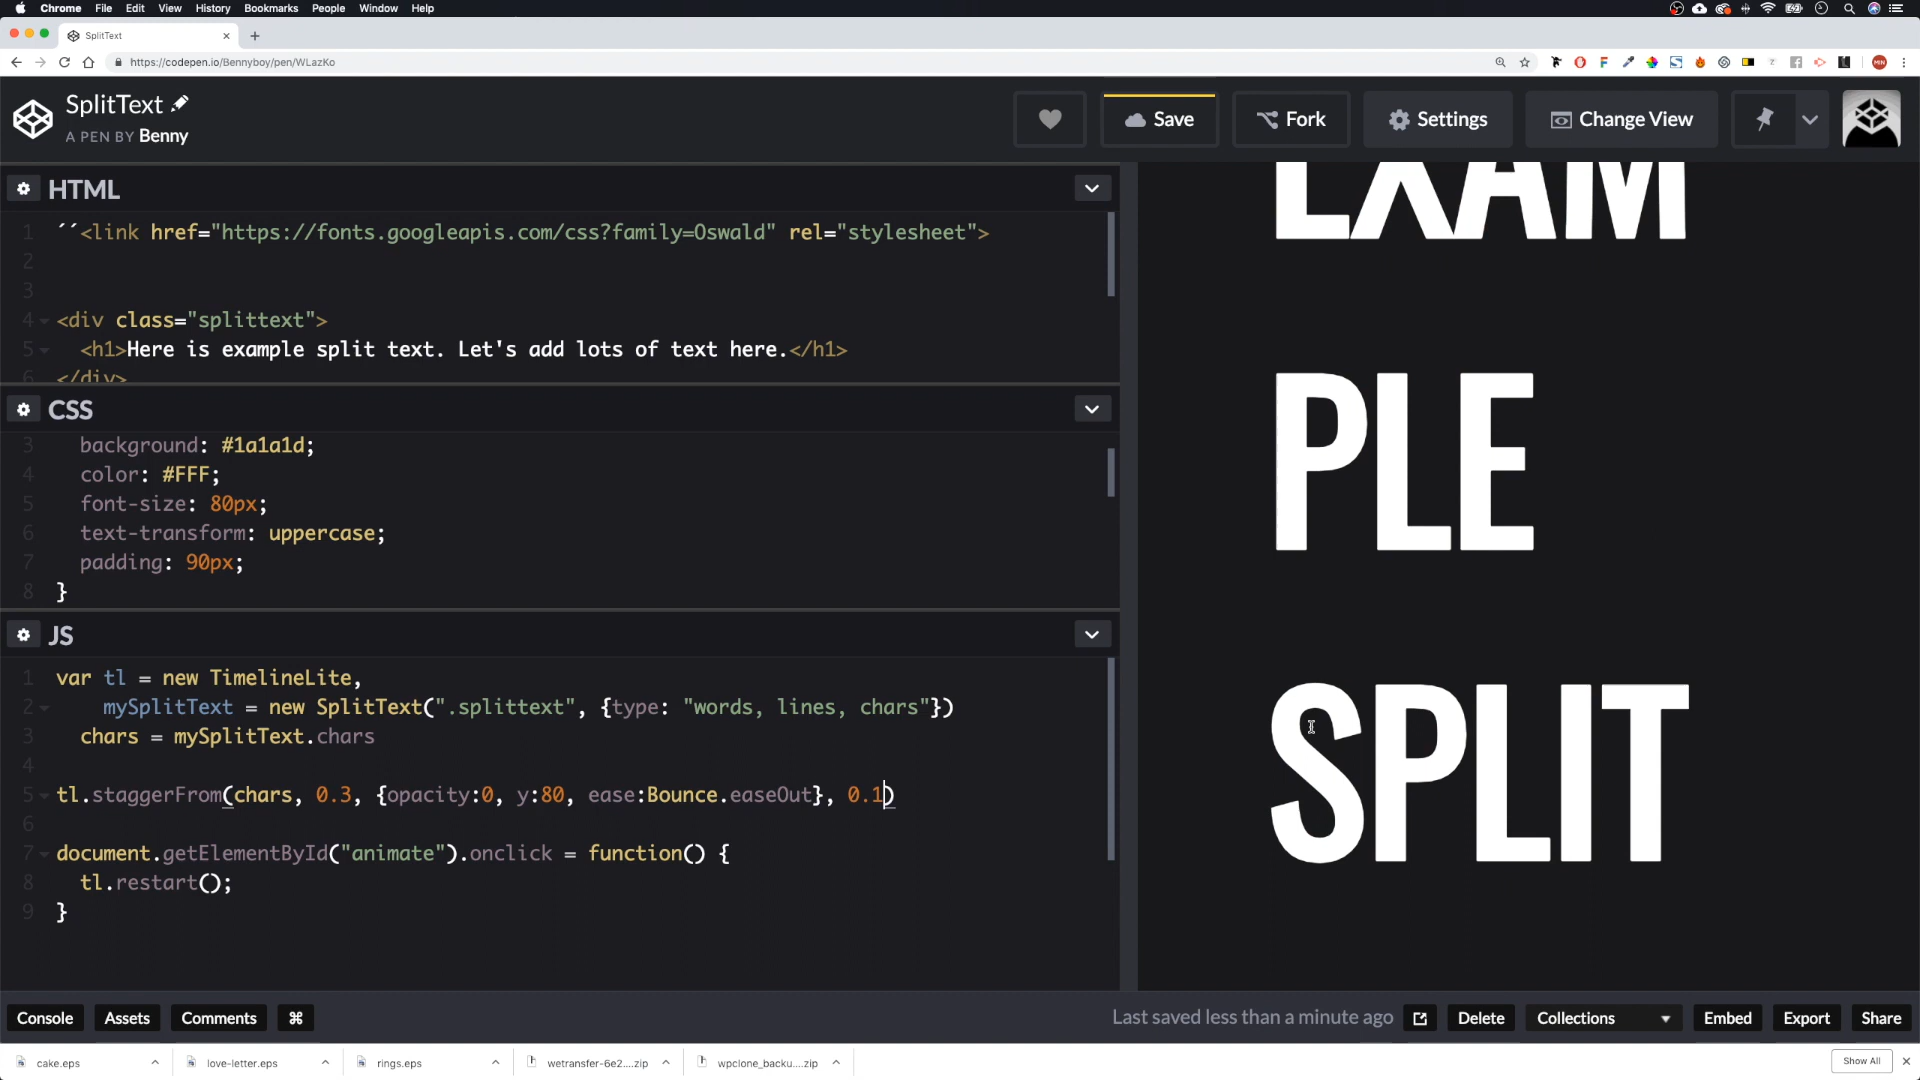 Chrome File Edit View History Bookmarks People Window Help
SplitText
https://codepen.io/Bennyboy/pen/WLazKo
SplitText
A PEN BY Benny
Save
Fork
Settings
Change View
HTML
1 ´´<link href="https://fonts.googleapis.com/css?family=Oswald" rel="stylesheet">
2
3
4 <div class="splittext">
5 <h1>Here is example split text. Let's add lots of text here.</h1>
6 </div>
CSS
3 background: #1a1a1d;
4 color: #FFF;
5 font-size: 80px;
6 text-transform: uppercase;
7 padding: 90px;
8 }
JS
1 var tl = new TimelineLite,
2 mySplitText = new SplitText(".splittext", {type: "words, lines, chars"})
3 chars = mySplitText.chars
4
5 tl.staggerFrom(chars, 0.3, {opacity:0, y:80, ease:Bounce.easeOut}, 0.1)
6
7 document.getElementById("animate").onclick = function() {
8 tl.restart();
9 }
EXAM
PLE
SPLIT
Console Assets Comments ⌘
Last saved less than a minute ago
Delete Collections Embed Export Share
cake.eps love-letter.eps rings.eps wetransfer-6e2....zip wpclone_backu....zip
Show All